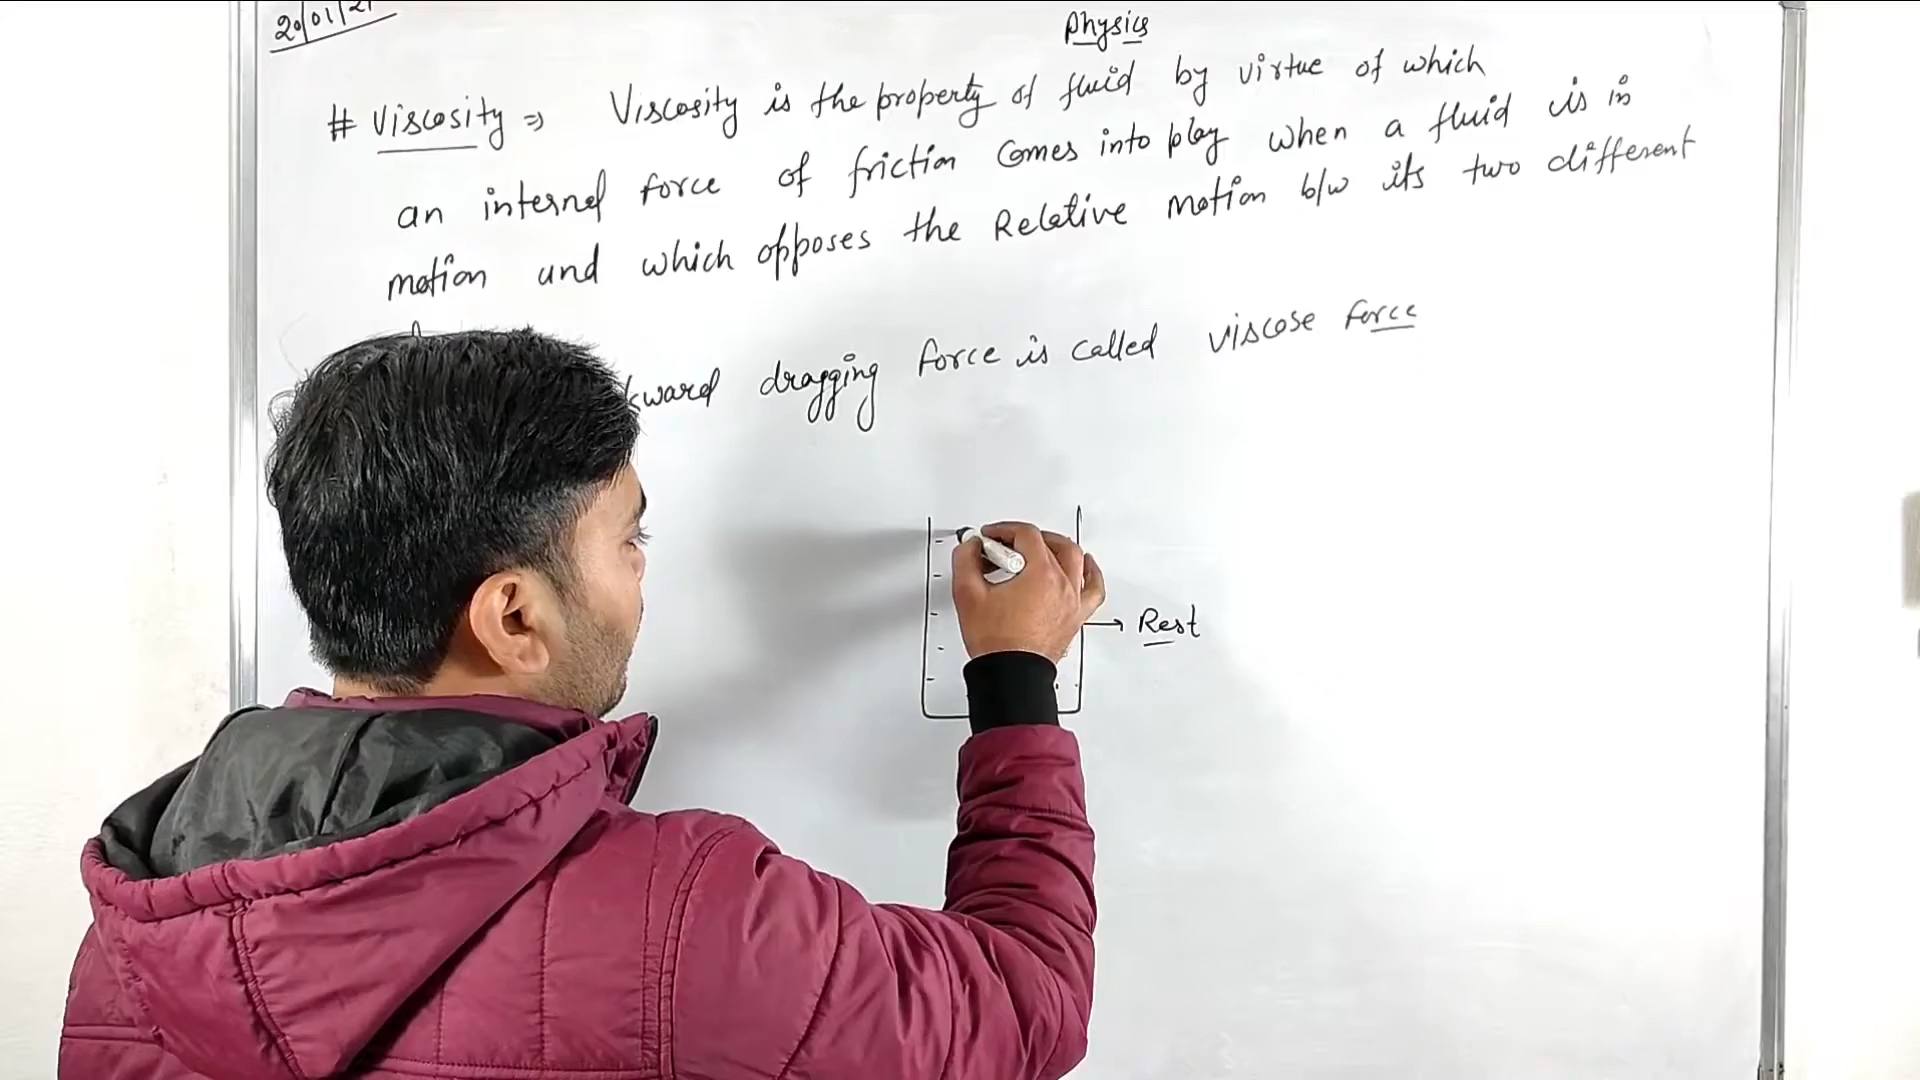 20/01/21
Physics
# Viscosity ⇒ Viscosity is the property of fluid by virtue of which
an internal force of friction comes into play when a fluid is in
motion and which opposes the Relative motion b/w its two different
dragging force is called viscose force
→ Rest